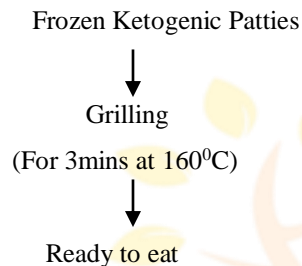 Frozen Ketogenic Patties
Grilling
(For 3mins at 160⁰C)
Ready to eat